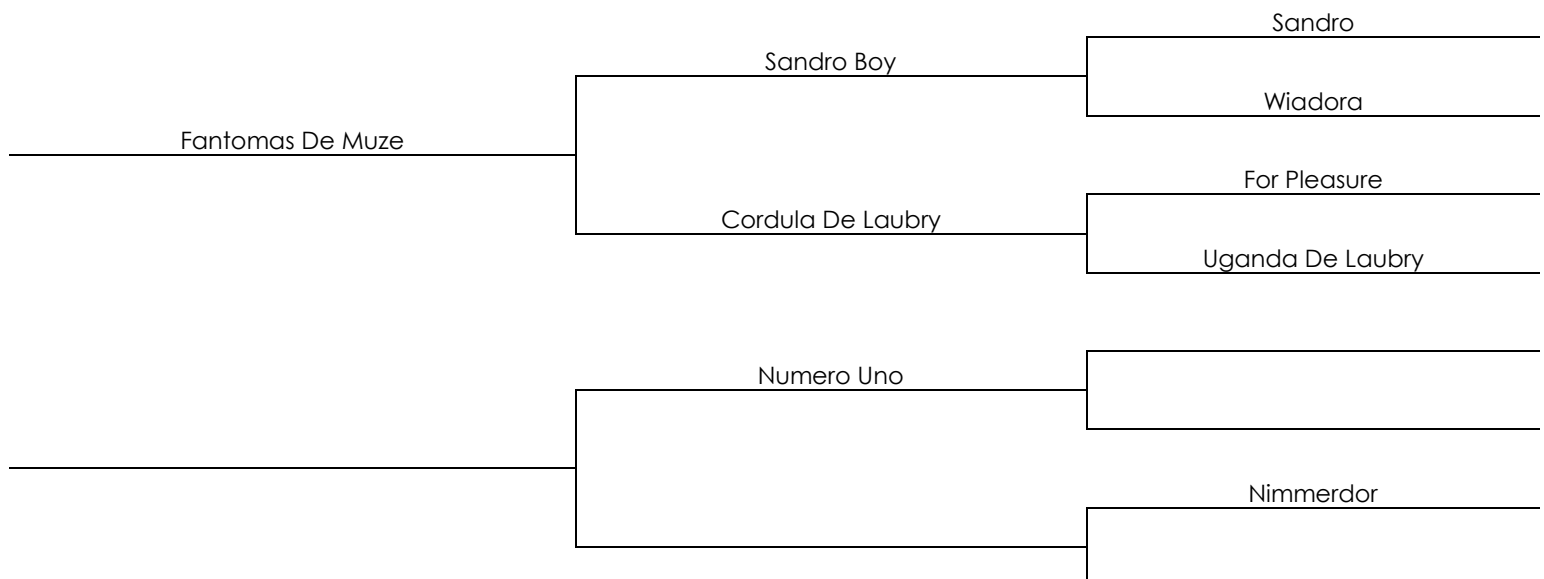 Sandro
Sandro Boy
Wiadora
Fantomas De Muze
For Pleasure
Cordula De Laubry
Uganda De Laubry
Numero Uno
Nimmerdor